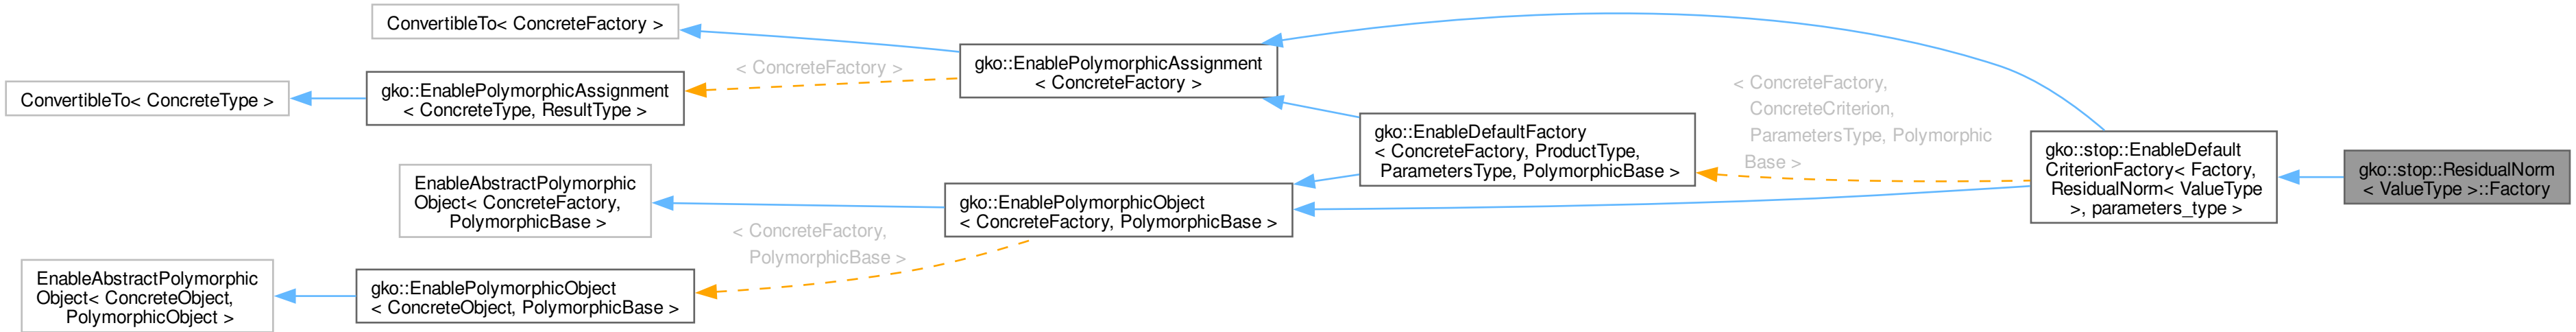 ConvertibleTo< ConcreteFactory >
ConvertibleTo< ConcreteType >
gko::EnablePolymorphicAssignment
< ConcreteType, ResultType >
< ConcreteFactory >
gko::EnablePolymorphicAssignment
< ConcreteFactory >
EnableAbstractPolymorphic
Object< ConcreteFactory,
PolymorphicBase >
EnableAbstractPolymorphic
Object< ConcreteObject,
PolymorphicObject >
gko::EnablePolymorphicObject
< ConcreteObject, PolymorphicBase >
< ConcreteFactory,
PolymorphicBase >
gko::EnablePolymorphicObject
< ConcreteFactory, PolymorphicBase >
gko::EnableDefaultFactory
< ConcreteFactory, ProductType,
ParametersType, PolymorphicBase >
< ConcreteFactory,
ConcreteCriterion,
ParametersType, Polymorphic
Base >
gko::stop::EnableDefault
CriterionFactory< Factory,
ResidualNorm< ValueType
>, parameters_type >
gko::stop::ResidualNorm
< ValueType >::Factory